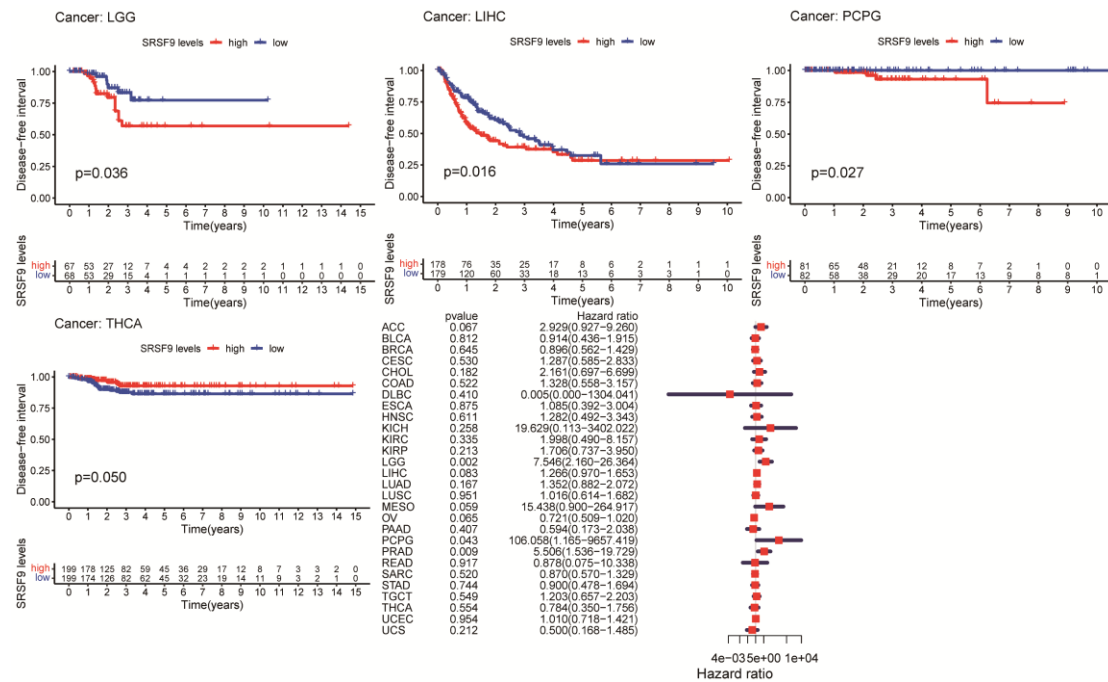 Cancer: LGG
SRSF9 levels high low
Disease-free interval
1.00
0.75
0.50
0.25
0.00
p=0.036
0 1 2 3 4 5 6 7 8 9 10 11 12 13 14 15
Time(years)
SRSF9 levels
high 67 53 27 12 7 4 4 2 2 2 2 1 1 1 1 0
low 68 53 29 15 4 1 1 1 1 1 1 0 0 0 0 0
0 1 2 3 4 5 6 7 8 9 10 11 12 13 14 15
Time(years)
Cancer: LIHC
SRSF9 levels high low
Disease-free interval
1.00
0.75
0.50
0.25
0.00
p=0.016
0 1 2 3 4 5 6 7 8 9 10
Time(years)
SRSF9 levels
high 178 76 35 25 17 8 6 2 1 1 1
low 179 120 60 33 18 13 6 3 3 1 0
0 1 2 3 4 5 6 7 8 9 10
Time(years)
Cancer: PCPG
SRSF9 levels high low
Disease-free interval
1.00
0.75
0.50
0.25
0.00
p=0.027
0 1 2 3 4 5 6 7 8 9 10
Time(years)
SRSF9 levels
high 81 65 48 21 16 12 8 7 2 1 0
low 82 58 38 29 20 17 13 9 8 8 1
0 1 2 3 4 5 6 7 8 9 10
Time(years)
Cancer: THCA
SRSF9 levels high low
Disease-free interval
1.00
0.75
0.50
0.25
0.00
p=0.050
0 1 2 3 4 5 6 7 8 9 10 11 12 13 14 15
Time(years)
SRSF9 levels
high 199 178 125 82 59 45 36 29 17 12 8 7 3 3 2 0
low 199 174 126 82 62 45 32 23 19 14 11 9 3 2 1 0
0 1 2 3 4 5 6 7 8 9 10 11 12 13 14 15
Time(years)
pvalue Hazard ratio
ACC 0.067 2.929(0.927−9.260)
BLCA 0.812 0.914(0.436−1.915)
BRCA 0.645 0.896(0.562−1.429)
CESC 0.530 1.287(0.585−2.833)
CHOL 0.182 2.161(0.697−6.699)
COAD 0.522 1.328(0.558−3.157)
DLBC 0.410 0.005(0.000−1304.041)
ESCA 0.875 1.085(0.392−3.004)
HNSC 0.611 1.282(0.492−3.343)
KICH 0.258 19.629(0.113−3402.022)
KIRC 0.335 1.998(0.490−8.157)
KIRP 0.213 1.706(0.737−3.950)
LGG 0.002 7.546(2.160−26.364)
LIHC 0.083 1.266(0.970−1.653)
LUAD 0.167 1.352(0.882−2.072)
LUSC 0.951 1.016(0.614−1.682)
MESO 0.059 15.438(0.900−264.917)
OV 0.065 0.721(0.509−1.020)
PAAD 0.407 0.594(0.173−2.038)
PCPG 0.043 106.058(1.165−9657.419)
PRAD 0.009 5.506(1.536−19.729)
READ 0.917 0.878(0.075−10.338)
SARC 0.520 0.870(0.570−1.329)
STAD 0.744 0.900(0.478−1.694)
TGCT 0.549 1.203(0.657−2.203)
THCA 0.554 0.784(0.350−1.756)
UCEC 0.954 1.010(0.718−1.421)
UCS 0.212 0.500(0.168−1.485)
4e−03 5e+00 1e+04
Hazard ratio